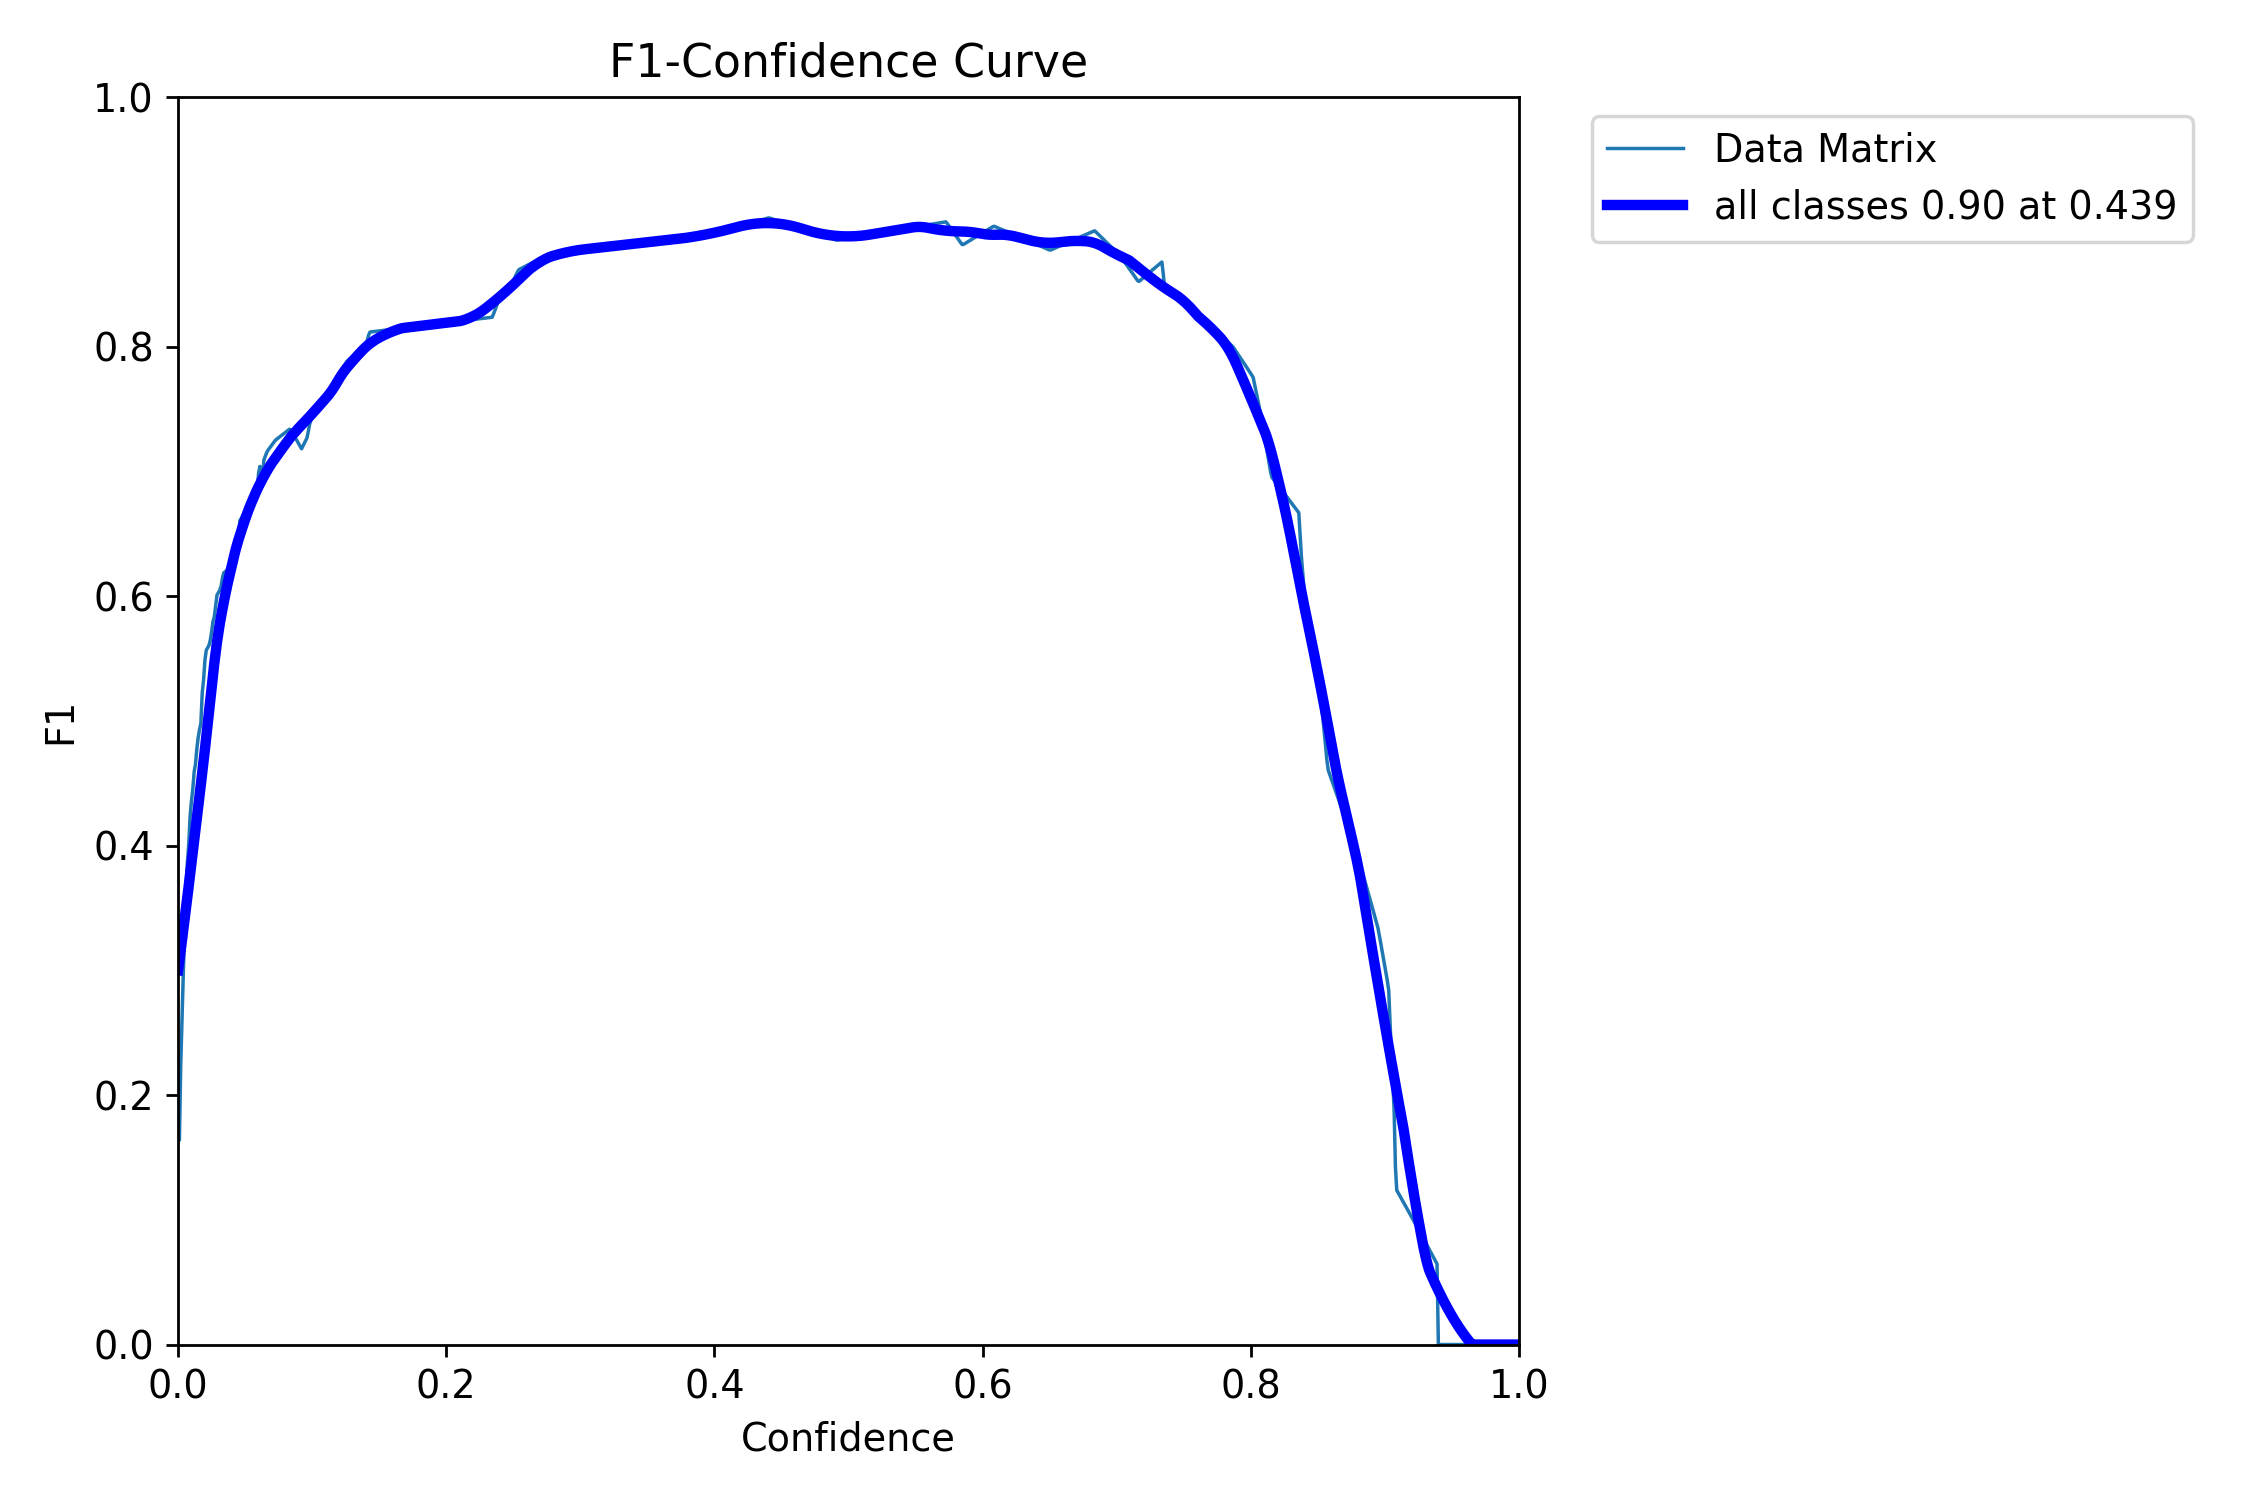 F1-Confidence Curve
1.0
0.8
0.6
0.4
0.2
0.0
F1
0.0 0.2 0.4 0.6 0.8 1.0
Confidence
Data Matrix
all classes 0.90 at 0.439